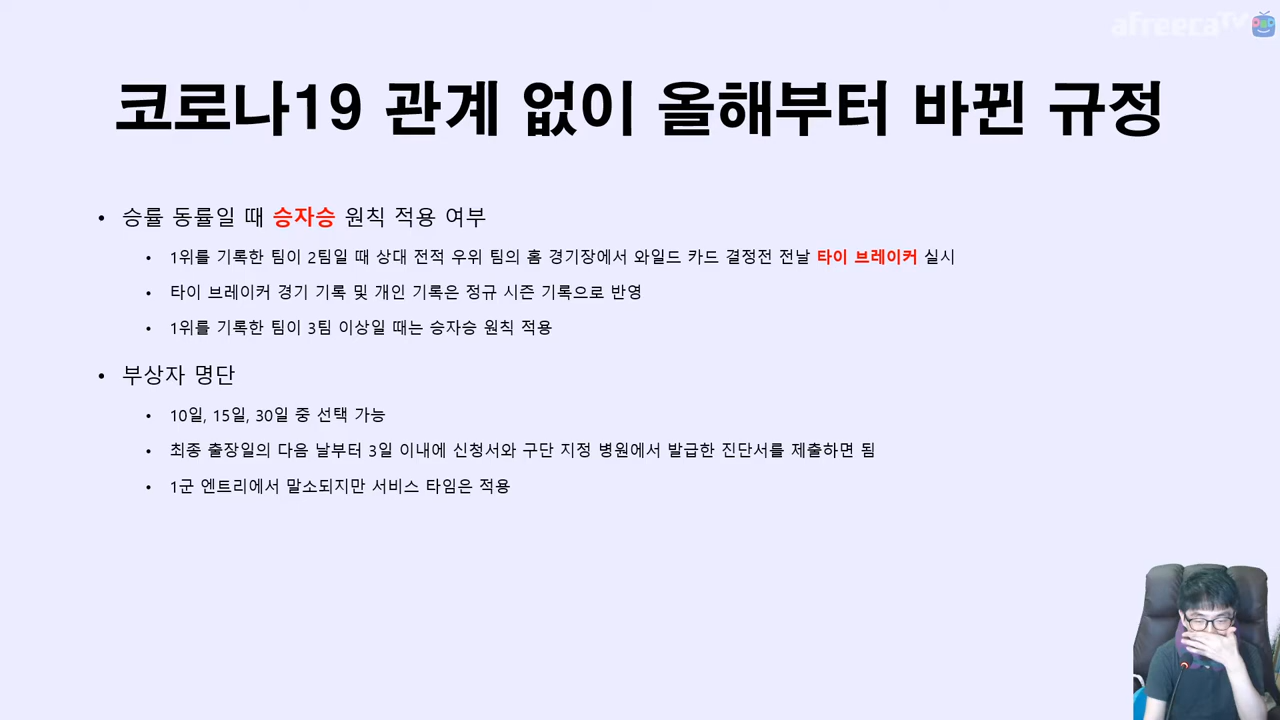 afreecaTV
코로나19 관계 없이 올해부터 바뀐 규정
• 승률 동률일 때 승자승 원칙 적용 여부
• 1위를 기록한 팀이 2팀일 때 상대 전적 우위 팀의 홈 경기장에서 와일드 카드 결정전 전날 타이 브레이커 실시
• 타이 브레이커 경기 기록 및 개인 기록은 정규 시즌 기록으로 반영
• 1위를 기록한 팀이 3팀 이상일 때는 승자승 원칙 적용
• 부상자 명단
• 10일, 15일, 30일 중 선택 가능
• 최종 출장일의 다음 날부터 3일 이내에 신청서와 구단 지정 병원에서 발급한 진단서를 제출하면 됨
• 1군 엔트리에서 말소되지만 서비스 타임은 적용